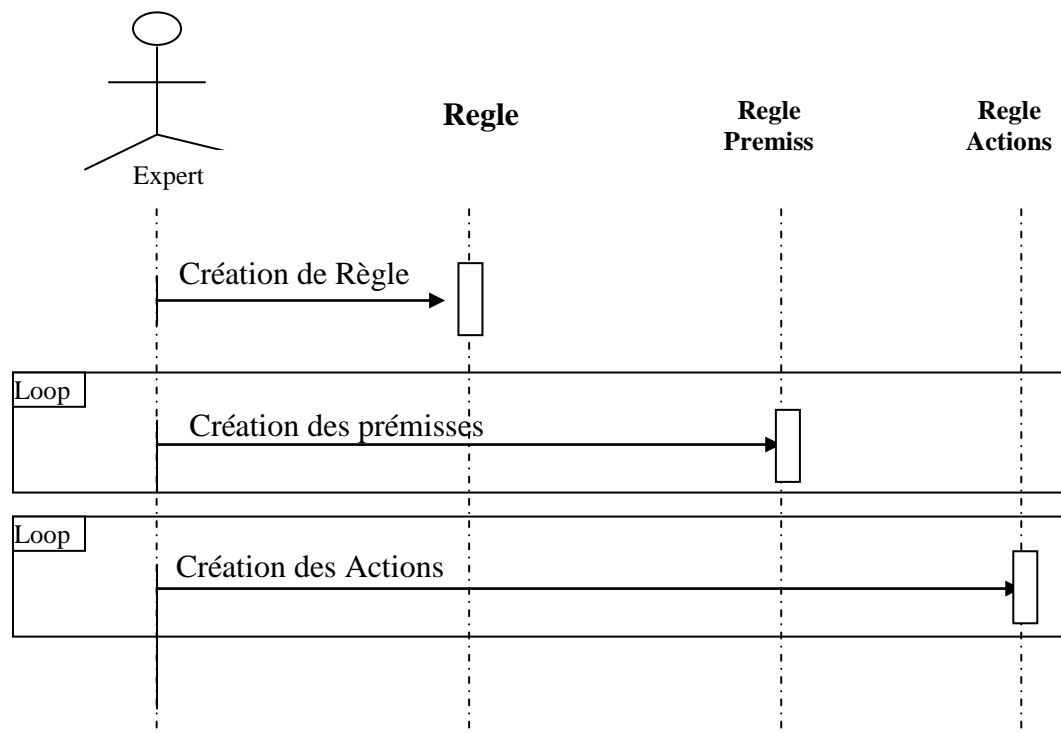 Expert
Regle
Regle
Premiss
Regle
Actions
Création de Règle
Loop
Création des prémisses
Loop
Création des Actions